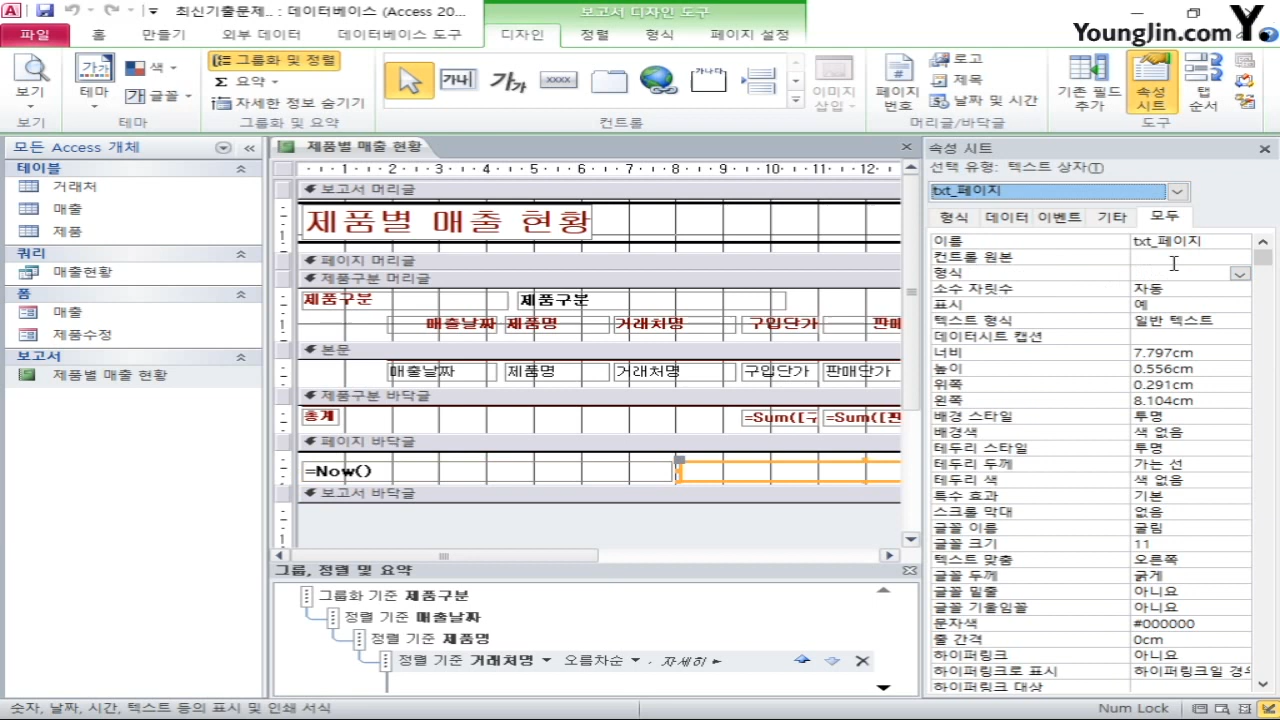 최신기출문제.. : 데이터베이스 (Access 20...
보고서 디자인 도구
YoungJin.com
파일 홈 만들기 외부 데이터 데이터베이스 도구 디자인 정렬 형식 페이지 설정
보기
테마
색
글꼴
그룹화 및 정렬
Σ 요약
자세한 정보 숨기기
가나
가가
xxxx
가나다
이미지 삽입
페이지 번호
로고
제목
날짜 및 시간
기존 필드 추가
속성 시트
탭 순서
보기 테마 그룹화 및 요약 컨트롤 머리글/바닥글 도구
모든 Access 개체
테이블
거래처
매출
제품
쿼리
매출현황
폼
매출
제품수정
보고서
제품별 매출 현황
제품별 매출 현황
1 2 3 4 5 6 7 8 9 10 11 12
보고서 머리글
제품별 매출 현황
페이지 머리글
제품구분 머리글
제품구분 제품구분
매출날짜 제품명 거래처명 구입단가 판매
본문
매출날짜 제품명 거래처명 구입단가 판매단가
제품구분 바닥글
총계 =Sum([구 =Sum([판
페이지 바닥글
=Now()
보고서 바닥글
그룹, 정렬 및 요약
그룹화 기준 제품구분
정렬 기준 매출날짜
정렬 기준 제품명
정렬 기준 거래처명 오름차순 , 자세히
속성 시트
선택 유형: 텍스트 상자(T)
txt_페이지
형식 데이터 이벤트 기타 모두
이름 txt_페이지
컨트롤 원본
형식
소수 자릿수 자동
표시 예
텍스트 형식 일반 텍스트
데이터시트 캡션
너비 7.797cm
높이 0.556cm
위쪽 0.291cm
왼쪽 8.104cm
배경 스타일 투명
배경색 색 없음
테두리 스타일 투명
테두리 두께 가는 선
테두리 색 색 없음
특수 효과 기본
스크롤 막대 없음
글꼴 이름 굴림
글꼴 크기 11
텍스트 맞춤 오른쪽
글꼴 두께 굵게
글꼴 밑줄 아니요
글꼴 기울임꼴 아니요
문자색 #000000
줄 간격 0cm
하이퍼링크 아니요
하이퍼링크로 표시 하이퍼링크일 경우
하이퍼링크 대상
숫자, 날짜, 시간, 텍스트 등의 표시 및 인쇄 서식
Num Lock